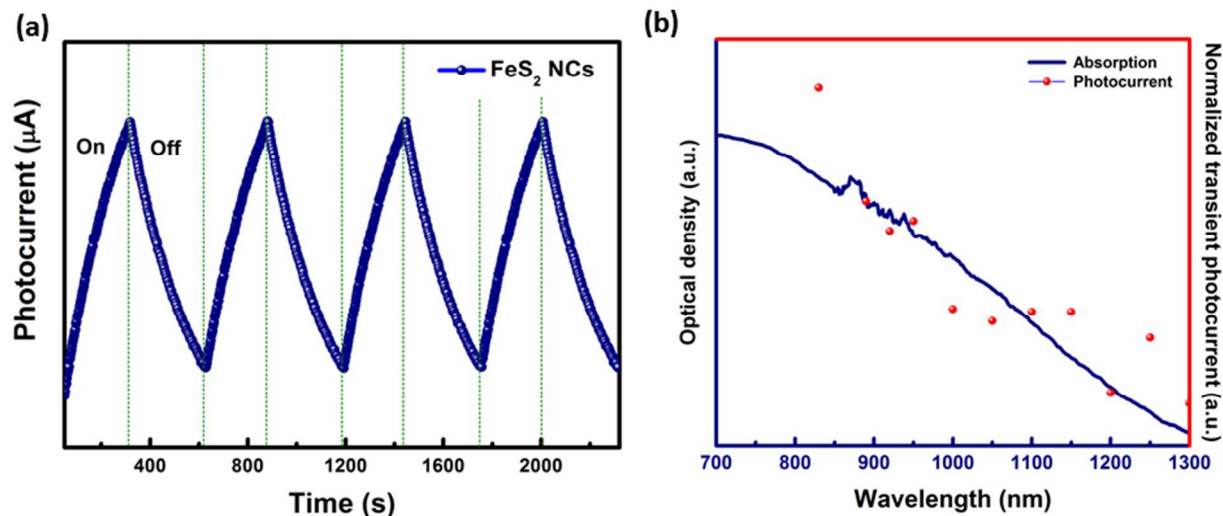 (a)
FeS2 NCs
On
Off
Photocurrent (μA)
400
800
1200
1600
2000
Time (s)
(b)
Absorption
Photocurrent
Optical density (a.u.)
Normalized transient photocurrent (a.u.)
700
800
900
1000
1100
1200
1300
Wavelength (nm)